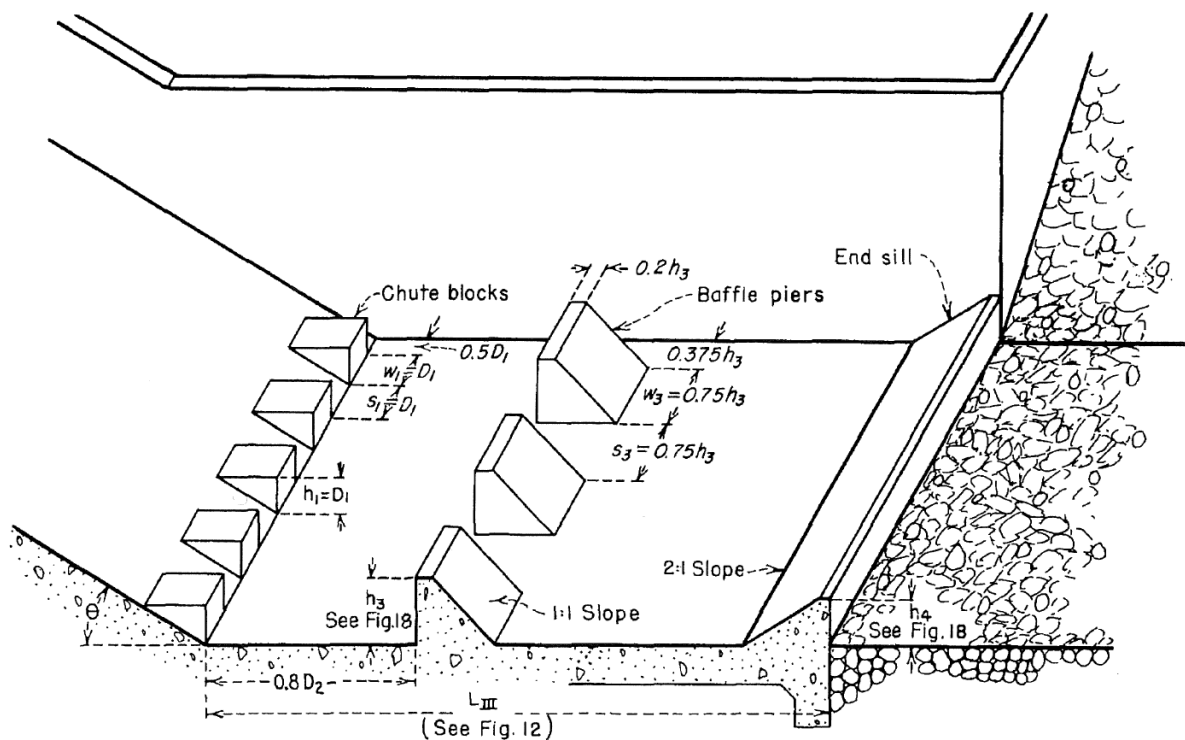 End sill
0.2h₃
Chute blocks
Baffle piers
0.5D₁
0.375h₃
w₁=D₁
w₃=0.75h₃
s₁=D₁
s₃=0.75h₃
h₁=D₁
2:1 Slope
θ
h₃
See Fig.18
1:1 Slope
h₄
See Fig. 18
0.8D₂
L III
(See Fig. 12)